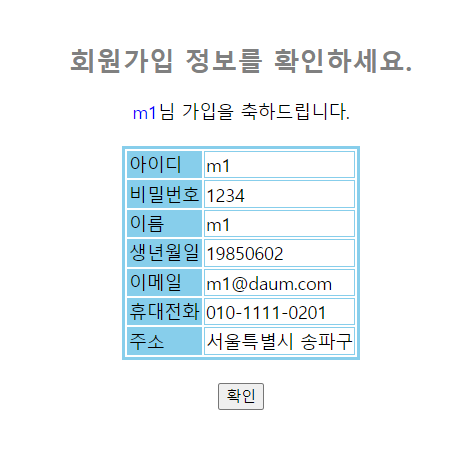 회원가입 정보를 확인하세요.
m1님 가입을 축하드립니다.
아이디 m1
비밀번호 1234
이름 m1
생년월일 19850602
이메일 m1@daum.com
휴대전화 010-1111-0201
주소 서울특별시 송파구
확인